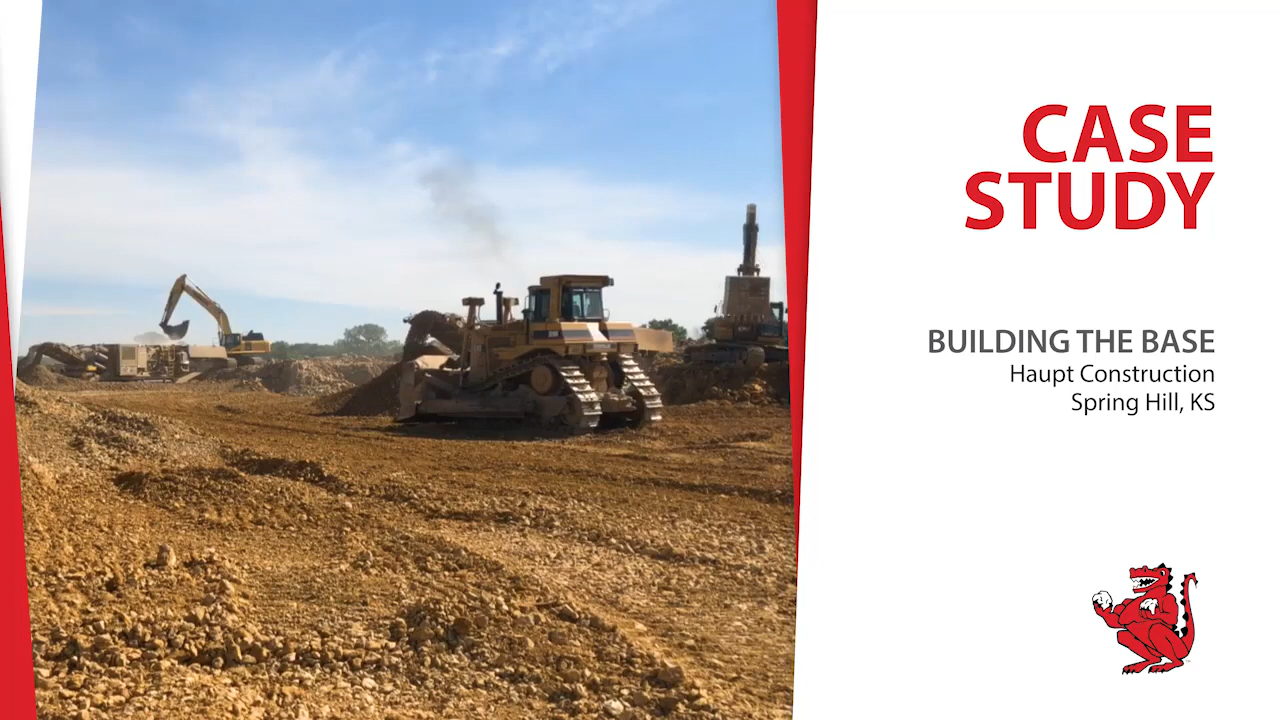 CASE
STUDY
BUILDING THE BASE
Haupt Construction
Spring Hill, KS